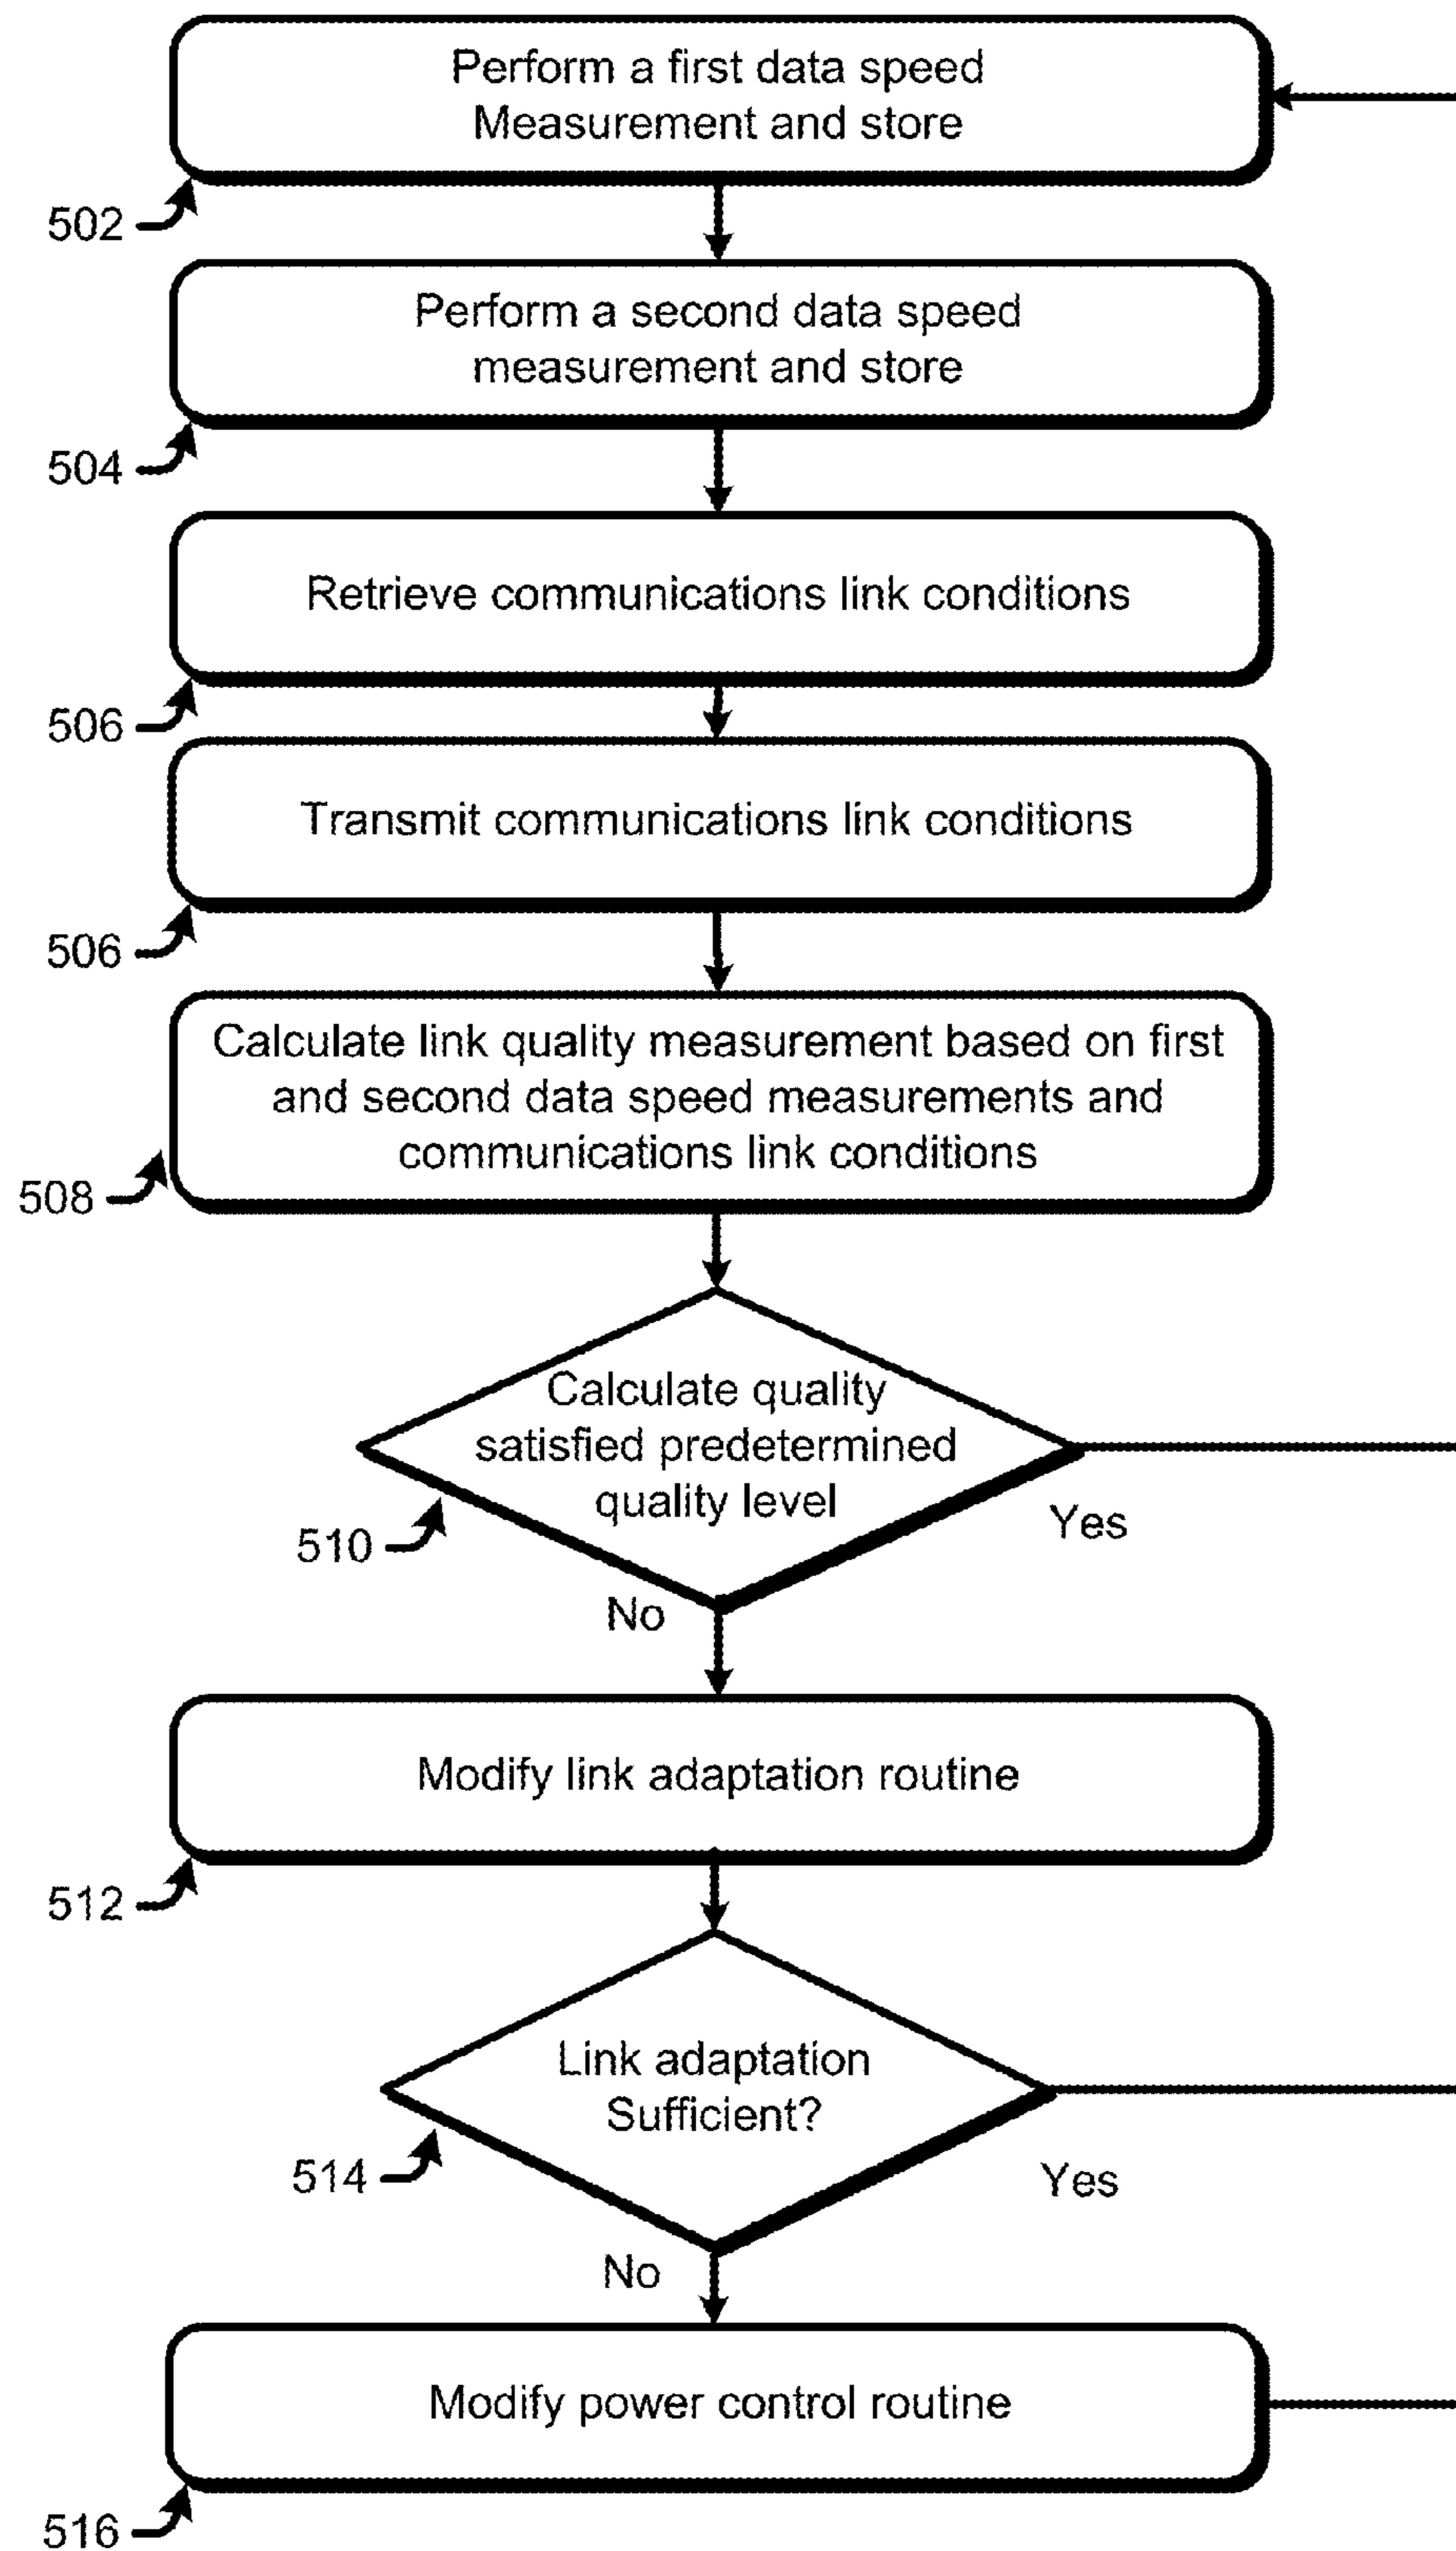 Perform a first data speed
Measurement and store
502
Perform a second data speed
measurement and store
504
Retrieve communications link conditions
506
Transmit communications link conditions
506
Calculate link quality measurement based on first
and second data speed measurements and
communications link conditions
508
Calculate quality
satisfied predetermined
quality level
510
Yes
No
Modify link adaptation routine
512
Link adaptation
Sufficient?
514
Yes
No
Modify power control routine
516